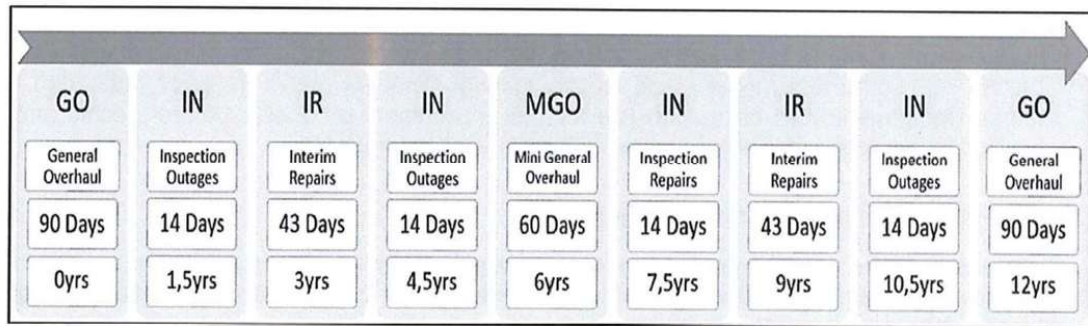 GO IN IR IN MGO IN IR IN GO
General Overhaul Inspection Outages Interim Repairs Inspection Outages Mini General Overhaul Inspection Repairs Interim Repairs Inspection Outages General Overhaul
90 Days 14 Days 43 Days 14 Days 60 Days 14 Days 43 Days 14 Days 90 Days
0yrs 1,5yrs 3yrs 4,5yrs 6yrs 7,5yrs 9yrs 10,5yrs 12yrs